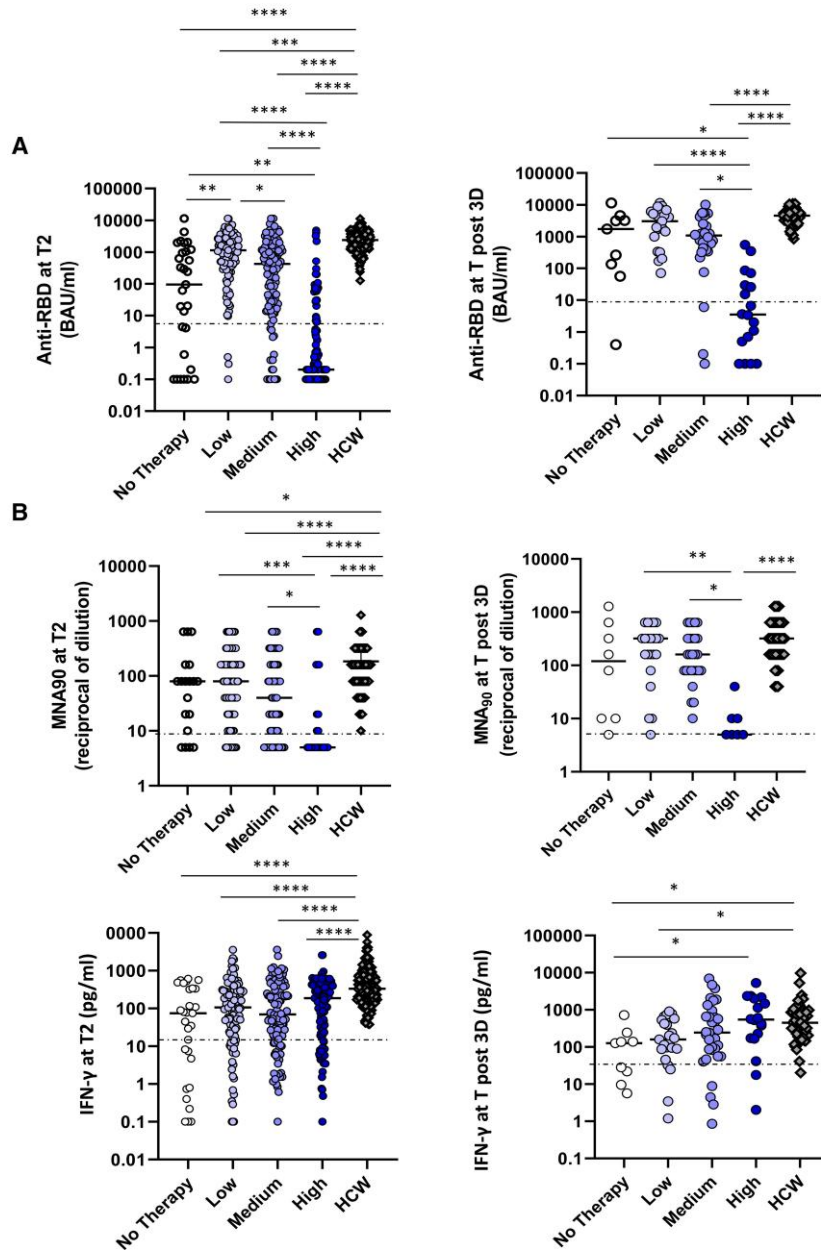 ****
***
****
****
****
****
**
** *
A
Anti-RBD at T2
(BAU/ml)
100000
10000
1000
100
10
1
0.1
0.01
No Therapy
Low
Medium
High
HCW
****
* ****
****
*
Anti-RBD at T post 3D
(BAU/ml)
100000
10000
1000
100
10
1
0.1
0.01
No Therapy
Low
Medium
High
HCW
B
*
****
****
*** ****
*
MNA90 at T2
(reciprocal of dilution)
10000
1000
100
10
1
No Therapy
Low
Medium
High
HCW
** ****
*
MNA90 at T post 3D
(reciprocal of dilution)
10000
1000
100
10
1
No Therapy
Low
Medium
High
HCW
****
****
****
****
IFN-γ at T2 (pg/ml)
0000
1000
100
10
1
0.1
0.01
No Therapy
Low
Medium
High
HCW
*
*
*
IFN-γ at T post 3D (pg/ml)
100000
10000
1000
100
10
1
0.1
No Therapy
Low
Medium
High
HCW